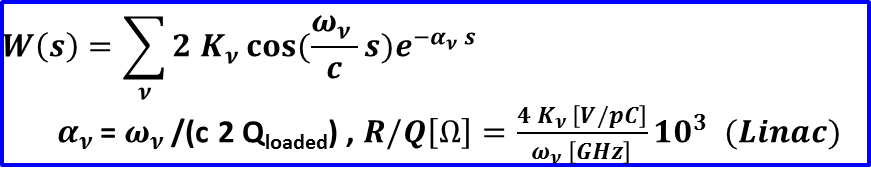 W(s) = ∑_ν 2 K_ν cos(ω_ν/c s)e^{-α_ν s}
α_ν = ω_ν /(c 2 Q_loaded) , R/Q[Ω] = 4 K_ν [V/pC]/ω_ν [GHz] 10^3 (Linac)